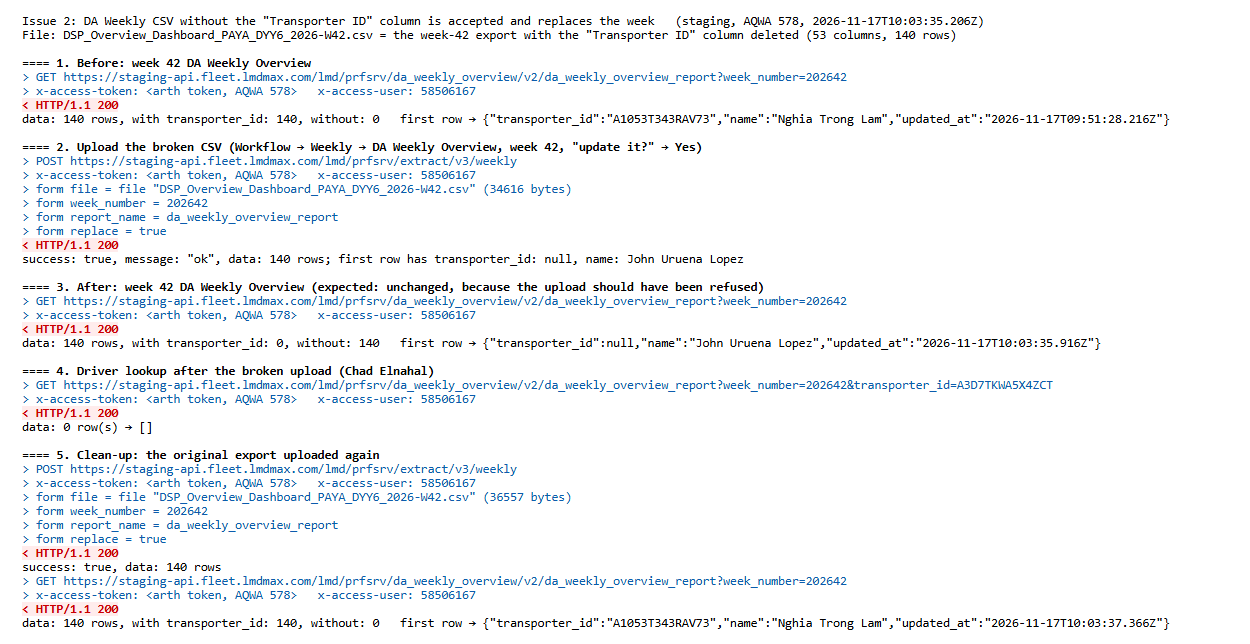 Issue 2: DA Weekly CSV without the "Transporter ID" column is accepted and replaces the week (staging, AQWA 578, 2026-11-17T10:03:35.206Z)
File: DSP_Overview_Dashboard_PAYA_DYY6_2026-W42.csv = the week-42 export with the "Transporter ID" column deleted (53 columns, 140 rows)
==== 1. Before: week 42 DA Weekly Overview
> GET https://staging-api.fleet.lmdmax.com/lmd/prfsrv/da_weekly_overview/v2/da_weekly_overview_report?week_number=202642
> x-access-token: <arth token, AQWA 578> x-access-user: 58506167
< HTTP/1.1 200
data: 140 rows, with transporter_id: 140, without: 0 first row → {"transporter_id":"A1053T343RAV73","name":"Nghia Trong Lam","updated_at":"2026-11-17T09:51:28.216Z"}
==== 2. Upload the broken CSV (Workflow → Weekly → DA Weekly Overview, week 42, "update it?" → Yes)
> POST https://staging-api.fleet.lmdmax.com/lmd/prfsrv/extract/v3/weekly
> x-access-token: <arth token, AQWA 578> x-access-user: 58506167
> form file = file "DSP_Overview_Dashboard_PAYA_DYY6_2026-W42.csv" (34616 bytes)
> form week_number = 202642
> form report_name = da_weekly_overview_report
> form replace = true
< HTTP/1.1 200
success: true, message: "ok", data: 140 rows; first row has transporter_id: null, name: John Uruena Lopez
==== 3. After: week 42 DA Weekly Overview (expected: unchanged, because the upload should have been refused)
> GET https://staging-api.fleet.lmdmax.com/lmd/prfsrv/da_weekly_overview/v2/da_weekly_overview_report?week_number=202642
> x-access-token: <arth token, AQWA 578> x-access-user: 58506167
< HTTP/1.1 200
data: 140 rows, with transporter_id: 0, without: 140 first row → {"transporter_id":null,"name":"John Uruena Lopez","updated_at":"2026-11-17T10:03:35.916Z"}
==== 4. Driver lookup after the broken upload (Chad Elnahal)
> GET https://staging-api.fleet.lmdmax.com/lmd/prfsrv/da_weekly_overview/v2/da_weekly_overview_report?week_number=202642&transporter_id=A3D7TKWA5X4ZCT
> x-access-token: <arth token, AQWA 578> x-access-user: 58506167
< HTTP/1.1 200
data: 0 row(s) → []
==== 5. Clean-up: the original export uploaded again
> POST https://staging-api.fleet.lmdmax.com/lmd/prfsrv/extract/v3/weekly
> x-access-token: <arth token, AQWA 578> x-access-user: 58506167
> form file = file "DSP_Overview_Dashboard_PAYA_DYY6_2026-W42.csv" (36557 bytes)
> form week_number = 202642
> form report_name = da_weekly_overview_report
> form replace = true
< HTTP/1.1 200
success: true, data: 140 rows
> GET https://staging-api.fleet.lmdmax.com/lmd/prfsrv/da_weekly_overview/v2/da_weekly_overview_report?week_number=202642
> x-access-token: <arth token, AQWA 578> x-access-user: 58506167
< HTTP/1.1 200
data: 140 rows, with transporter_id: 140, without: 0 first row → {"transporter_id":"A1053T343RAV73","name":"Nghia Trong Lam","updated_at":"2026-11-17T10:03:37.366Z"}